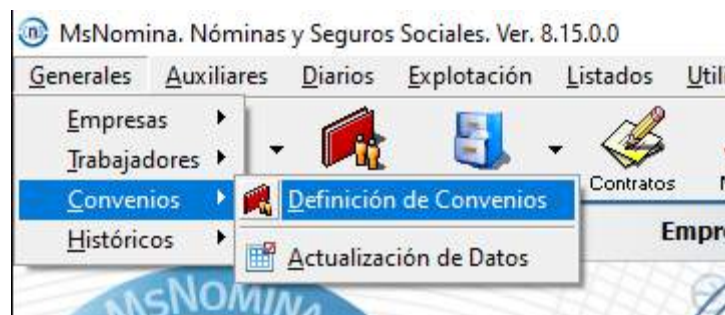 MsNomina. Nóminas y Seguros Sociales. Ver. 8.15.0.0
Generales Auxiliares Diarios Explotación Listados
Empresas
Trabajadores
Convenios
Históricos
Definición de Convenios
Actualización de Datos
Contratos
MSNOMINA